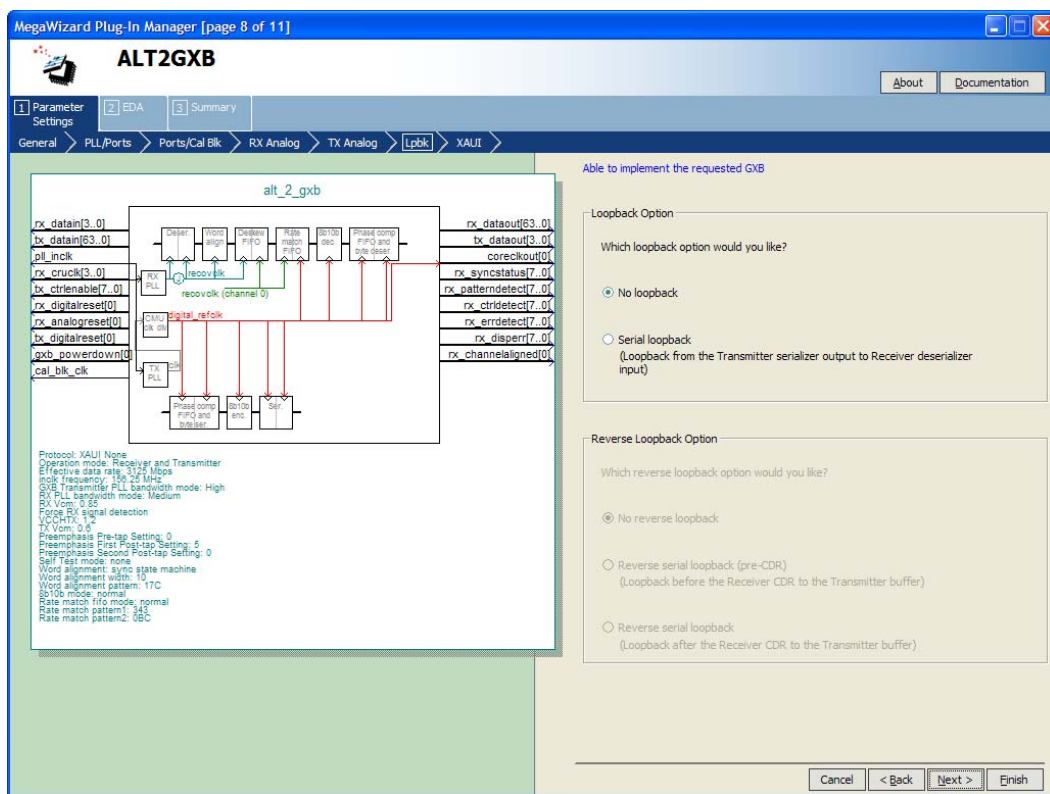 MegaWizard Plug-In Manager [page 8 of 11]
ALT2GXB
About
Documentation
1 Parameter Settings
2 EDA
3 Summary
General
PLL/Ports
Ports/Cal Blk
RX Analog
TX Analog
Lpbk
XAUI
alt_2_gxb
rx_datain[3..0]
tx_datain[63..0]
pll_inclk
rx_cruclk[3..0]
tx_ctrlenable[7..0]
rx_digitalreset[0]
rx_analogreset[0]
tx_digitalreset[0]
gxb_powerdown[0]
cal_blk_clk
Deser.
Word align
Deskew FIFO
Rate match FIFO
8b10b dec.
Phase comp FIFO and byte deser.
RX PLL
recovclk
recovclk (channel 0)
CMU clk div
digital_refclk
TX PLL
clk
Phase comp FIFO and byte ser.
8b10b enc.
Ser.
rx_dataout[63..0]
tx_dataout[3..0]
coreclkout[0]
rx_syncstatus[7..0]
rx_patterndetect[7..0]
rx_ctrldetect[7..0]
rx_errdetect[7..0]
rx_disperr[7..0]
rx_channelaligned[0]
Protocol: XAUI None
Operation mode: Receiver and Transmitter
Effective data rate: 3125 Mbps
inclk frequency: 156.25 MHz
GXB Transmitter PLL bandwidth mode: High
RX PLL bandwidth mode: Medium
RX Vcm: 0.85
Force RX signal detection
VCCHTX: 1.2
TX Vcm: 0.6
Preemphasis Pre-tap Setting: 0
Preemphasis First Post-tap Setting: 5
Preemphasis Second Post-tap Setting: 0
Self Test mode: none
Word alignment: sync state machine
Word alignment width: 10
Word alignment pattern: 17C
8b10b mode: normal
Rate match fifo mode: normal
Rate match pattern1: 343
Rate match pattern2: 0BC
Able to implement the requested GXB
Loopback Option
Which loopback option would you like?
No loopback
Serial loopback
(Loopback from the Transmitter serializer output to Receiver deserializer
input)
Reverse Loopback Option
Which reverse loopback option would you like?
No reverse loopback
Reverse serial loopback (pre-CDR)
(Loopback before the Receiver CDR to the Transmitter buffer)
Reverse serial loopback
(Loopback after the Receiver CDR to the Transmitter buffer)
Cancel
< Back
Next >
Finish